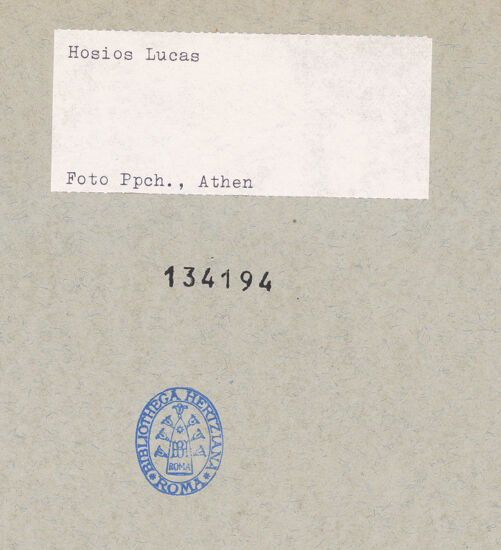 Hosios Lucas
Foto Ppch., Athen
134194
BIBLIOTHECA HERTZIANA
ROMA
ROMA